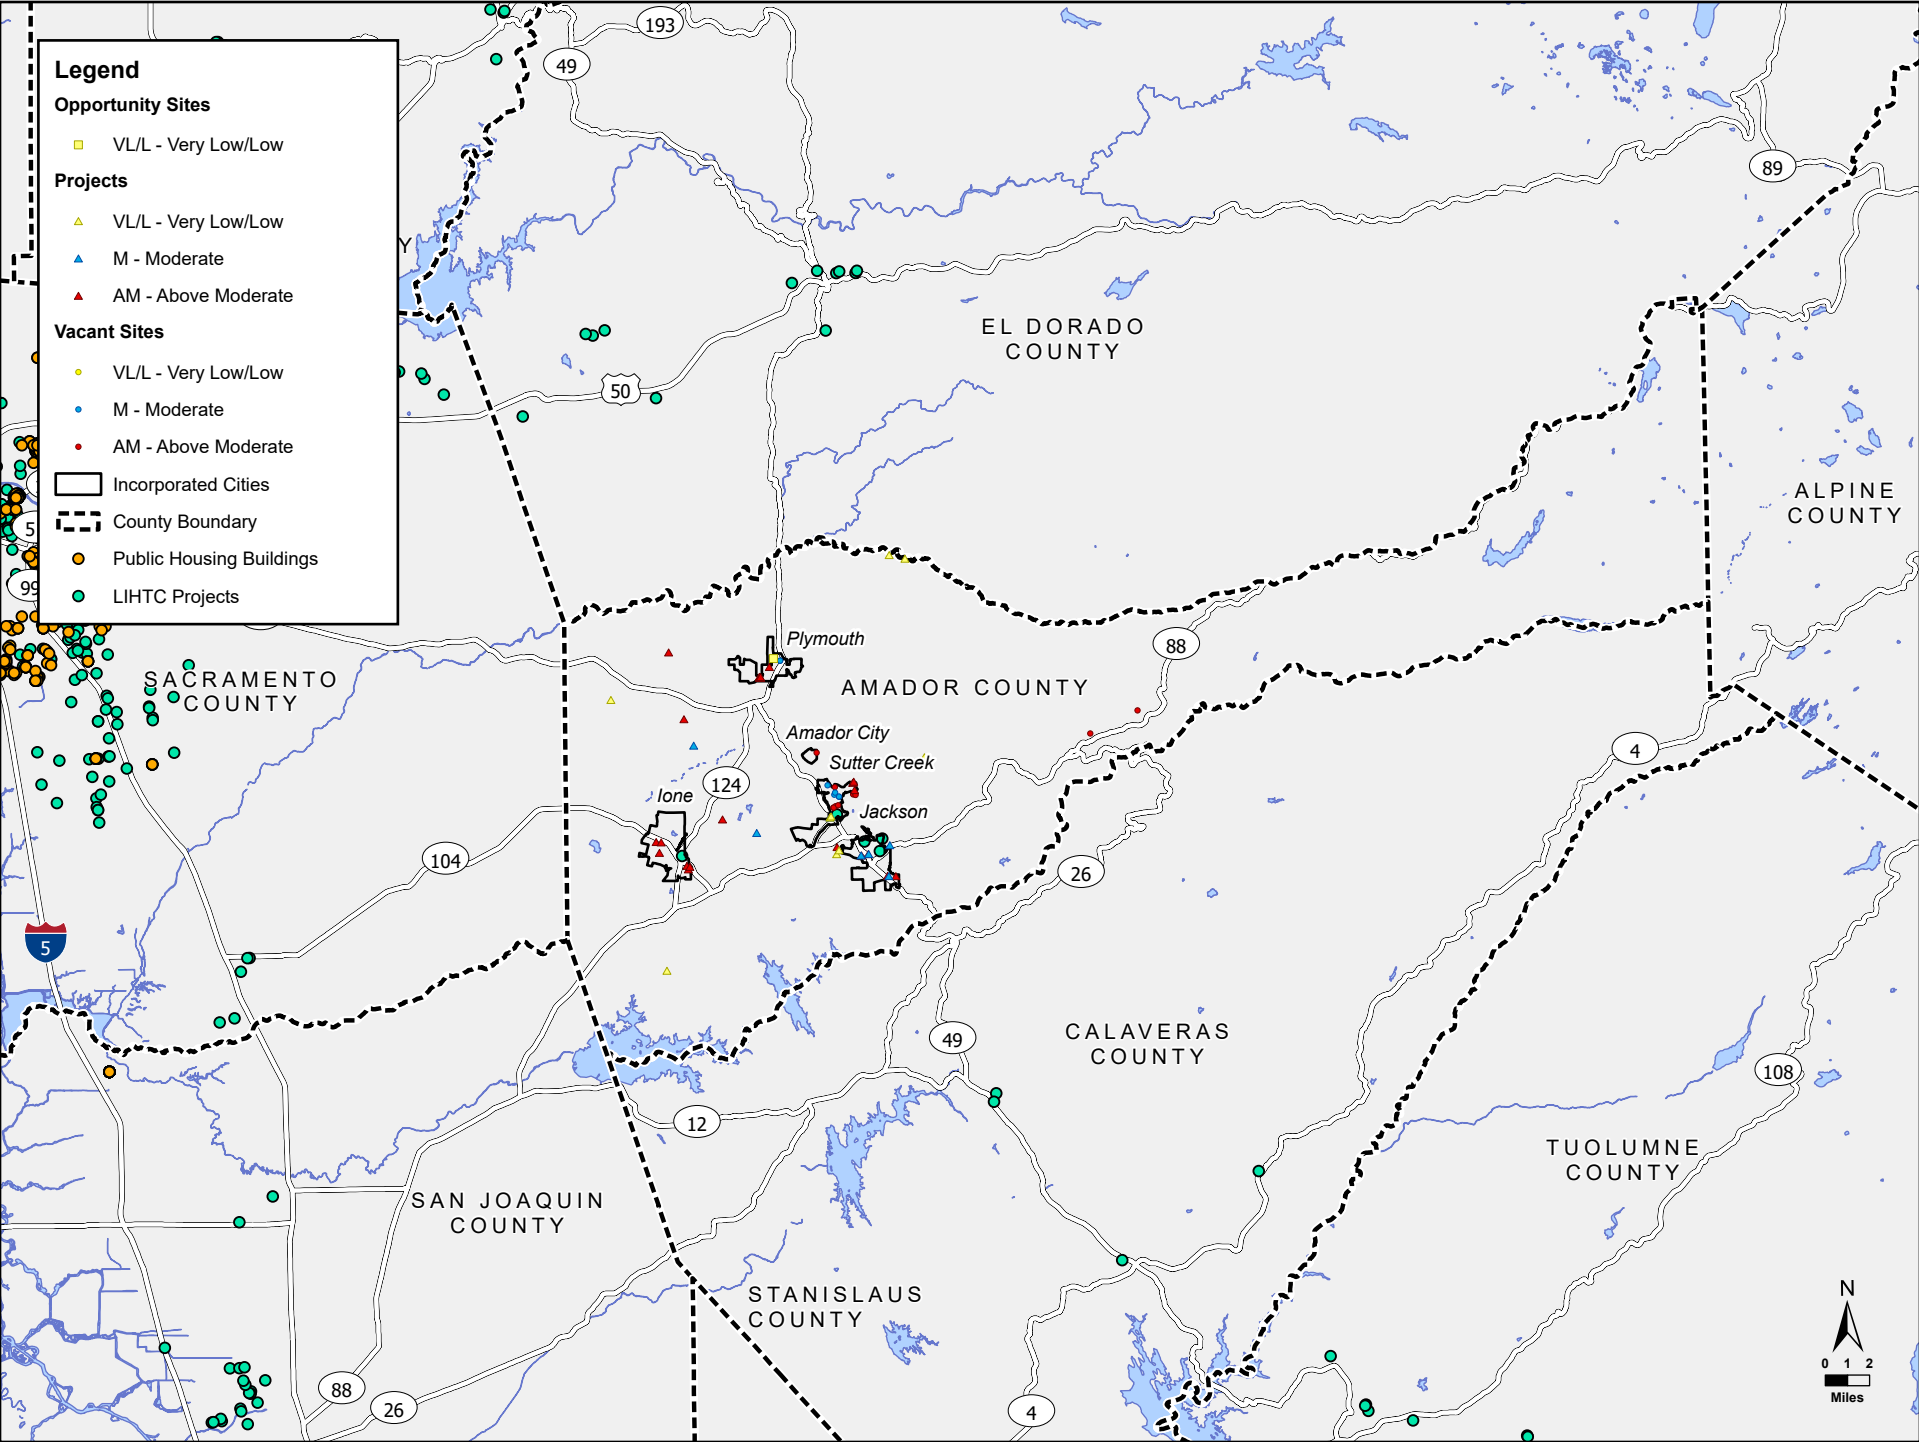 193
49
Legend
Opportunity Sites
VL/L - Very Low/Low
Projects
VL/L - Very Low/Low
M - Moderate
AM - Above Moderate
Vacant Sites
VL/L - Very Low/Low
M - Moderate
AM - Above Moderate
Incorporated Cities
County Boundary
Public Housing Buildings
LIHTC Projects
Y
89
EL DORADO
COUNTY
50
ALPINE
COUNTY
5
99
Plymouth
88
SACRAMENTO
COUNTY
AMADOR COUNTY
Amador City
Sutter Creek
4
124
Ione
Jackson
104
26
5
CALAVERAS
COUNTY
49
108
12
TUOLUMNE
COUNTY
SAN JOAQUIN
COUNTY
STANISLAUS
COUNTY
N
0 1 2
Miles
88
26
4